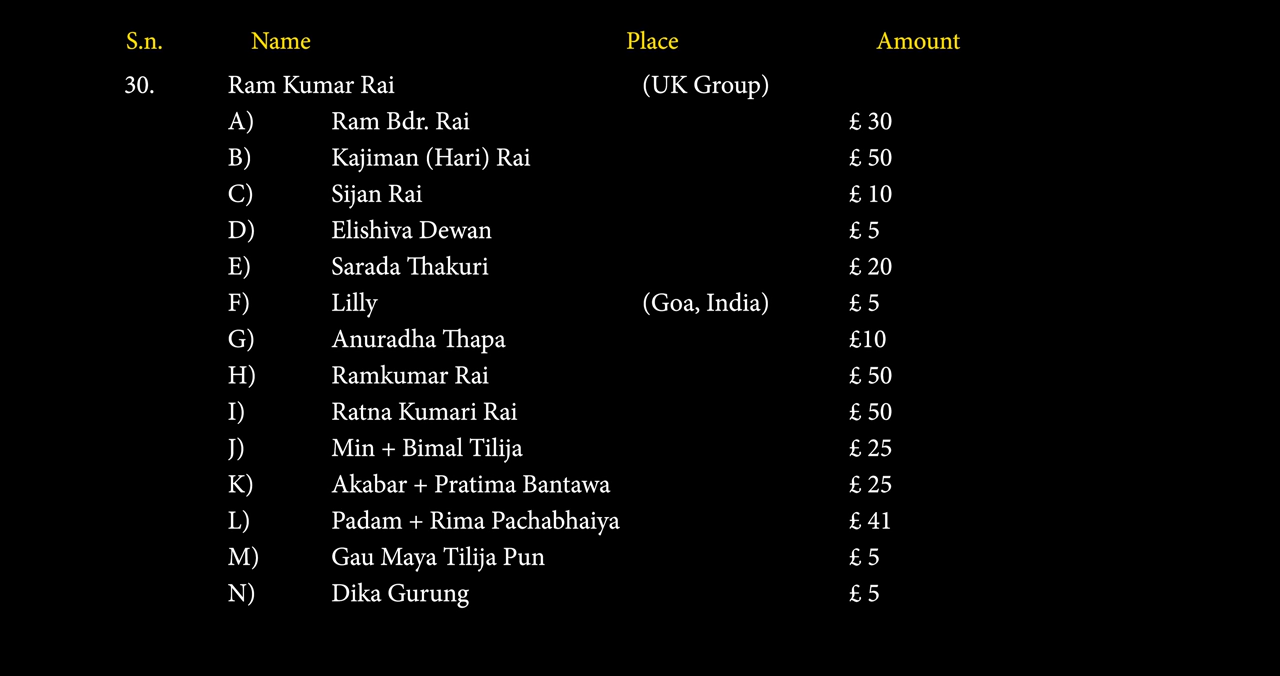 S.n. Name Place Amount
30. Ram Kumar Rai (UK Group)
A) Ram Bdr. Rai £ 30
B) Kajiman (Hari) Rai £ 50
C) Sijan Rai £ 10
D) Elishiva Dewan £ 5
E) Sarada Thakuri £ 20
F) Lilly (Goa, India) £ 5
G) Anuradha Thapa £10
H) Ramkumar Rai £ 50
I) Ratna Kumari Rai £ 50
J) Min + Bimal Tilija £ 25
K) Akabar + Pratima Bantawa £ 25
L) Padam + Rima Pachabhaiya £ 41
M) Gau Maya Tilija Pun £ 5
N) Dika Gurung £ 5